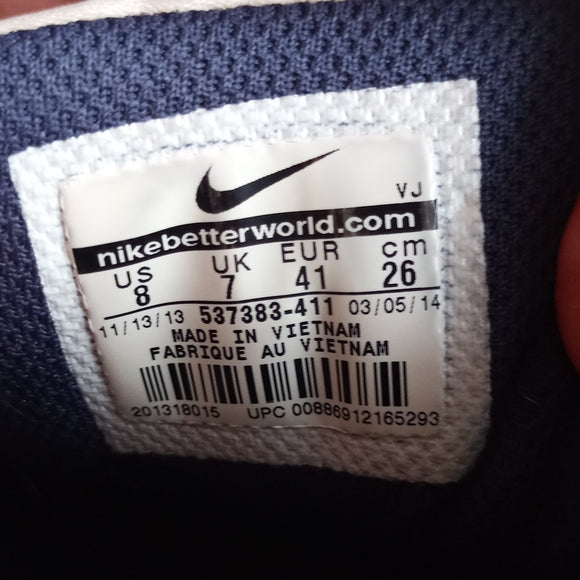 VJ
nikebetterworld.com
US UK EUR cm
8 7 41 26
11/13/13 537383-411 03/05/14
MADE IN VIETNAM
FABRIQUE AU VIETNAM
201318015 UPC 00886912165293